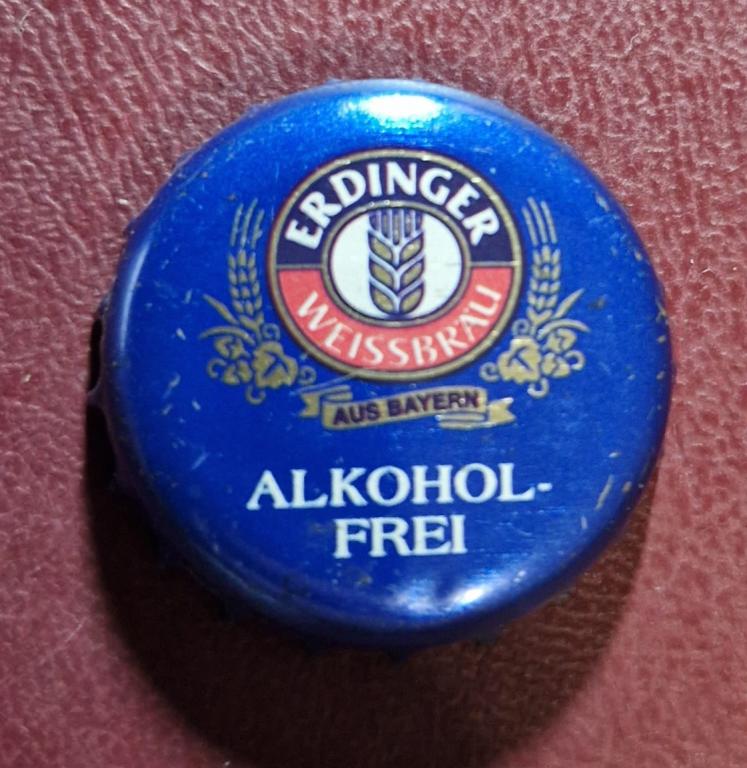 ERDINGER
WEISSBRÄU
AUS BAYERN
ALKOHOL-
FREI